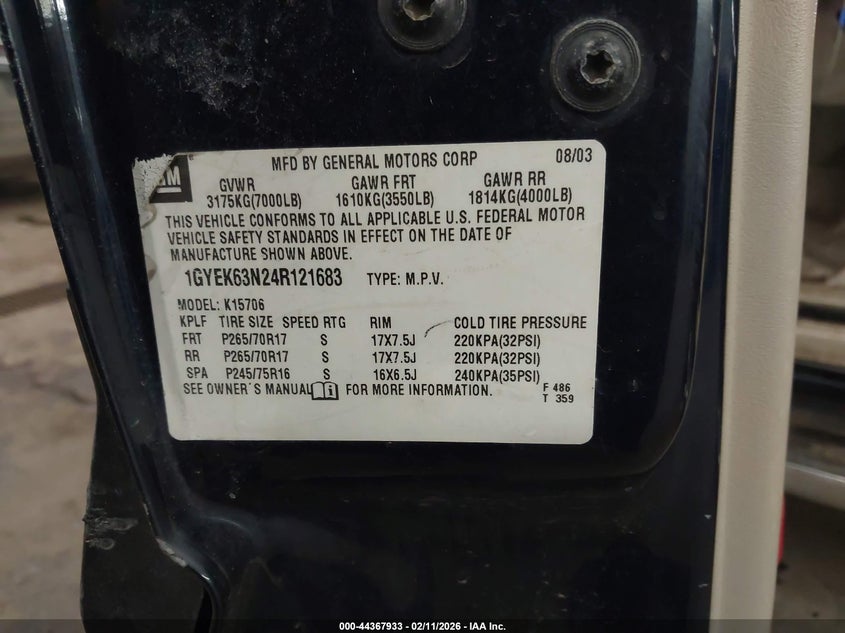 GM
MFD BY GENERAL MOTORS CORP 08/03
GVWR GAWR FRT GAWR RR
3175KG(7000LB) 1610KG(3550LB) 1814KG(4000LB)
THIS VEHICLE CONFORMS TO ALL APPLICABLE U.S. FEDERAL MOTOR
VEHICLE SAFETY STANDARDS IN EFFECT ON THE DATE OF
MANUFACTURE SHOWN ABOVE.
1GYEK63N24R121683 TYPE: M.P.V.
MODEL: K15706
KPLF TIRE SIZE SPEED RTG RIM COLD TIRE PRESSURE
FRT P265/70R17 S 17X7.5J 220KPA(32PSI)
RR P265/70R17 S 17X7.5J 220KPA(32PSI)
SPA P245/75R16 S 16X6.5J 240KPA(35PSI)
SEE OWNER'S MANUAL FOR MORE INFORMATION. F 486
T 359
000-44367933 - 02/11/2026 - IAA Inc.